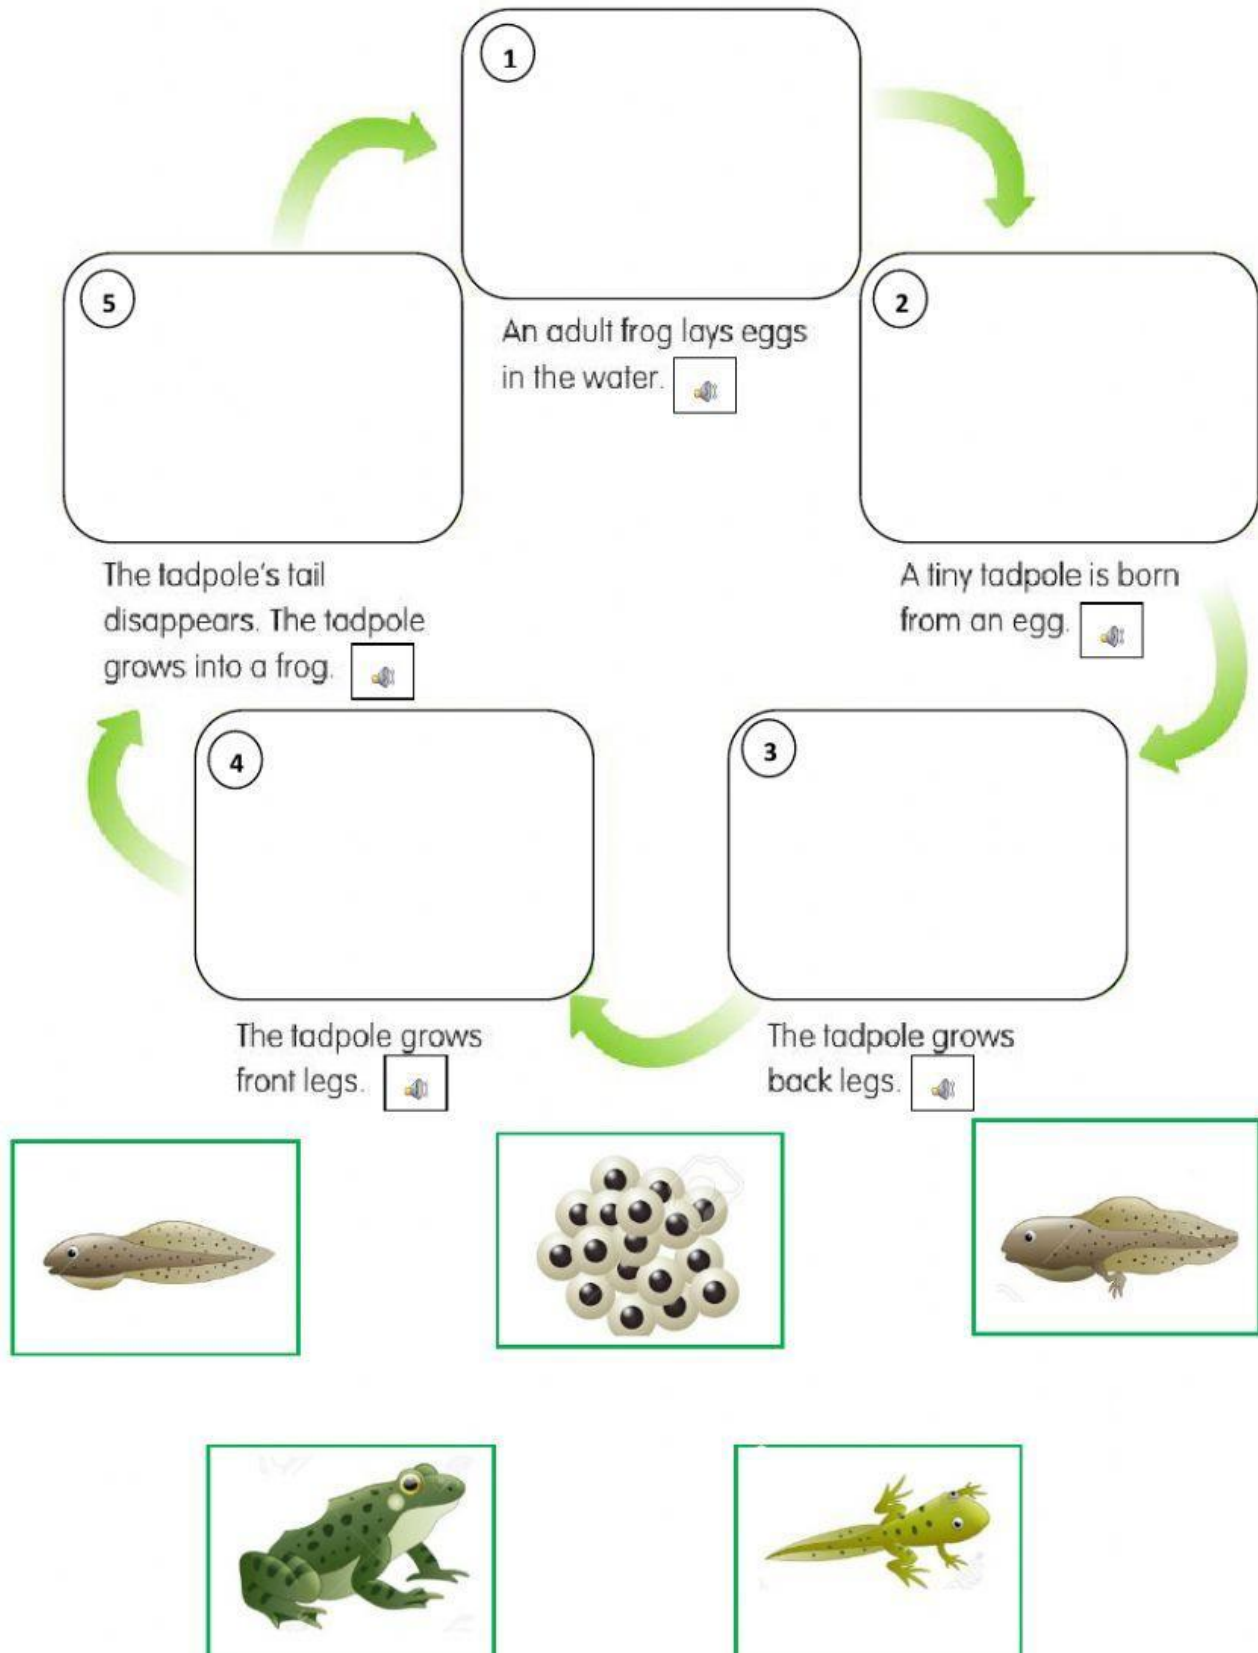 1
An adult frog lays eggs
in the water.
2
A tiny tadpole is born
from an egg.
3
The tadpole grows
back legs.
4
The tadpole grows
front legs.
5
The tadpole's tail
disappears. The tadpole
grows into a frog.